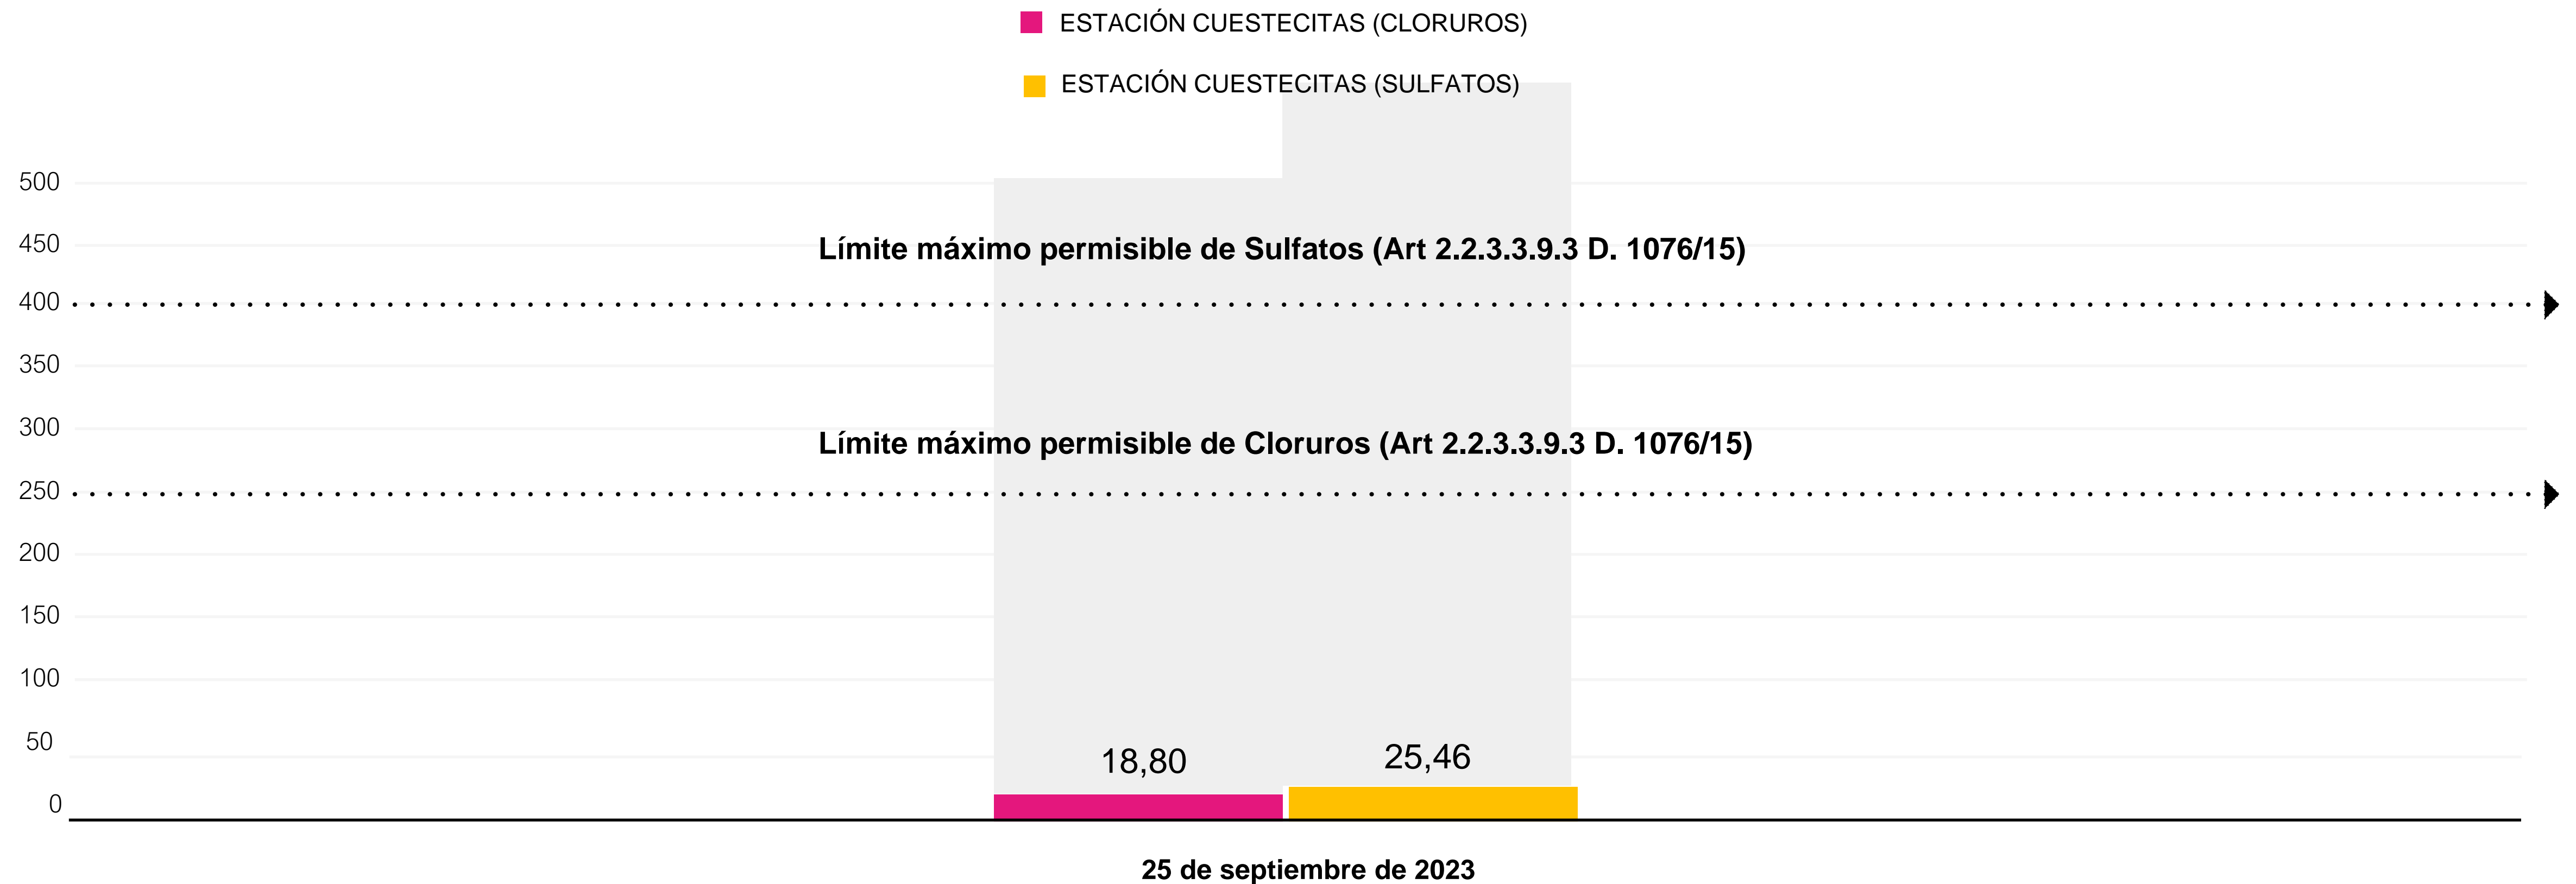 ESTACIÓN CUESTECITAS (CLORUROS)
ESTACIÓN CUESTECITAS (SULFATOS)
500
450
Límite máximo permisible de Sulfatos (Art 2.2.3.3.9.3 D. 1076/15)
400
350
300
Límite máximo permisible de Cloruros (Art 2.2.3.3.9.3 D. 1076/15)
250
200
150
100
50
18,80
25,46
0
25 de septiembre de 2023